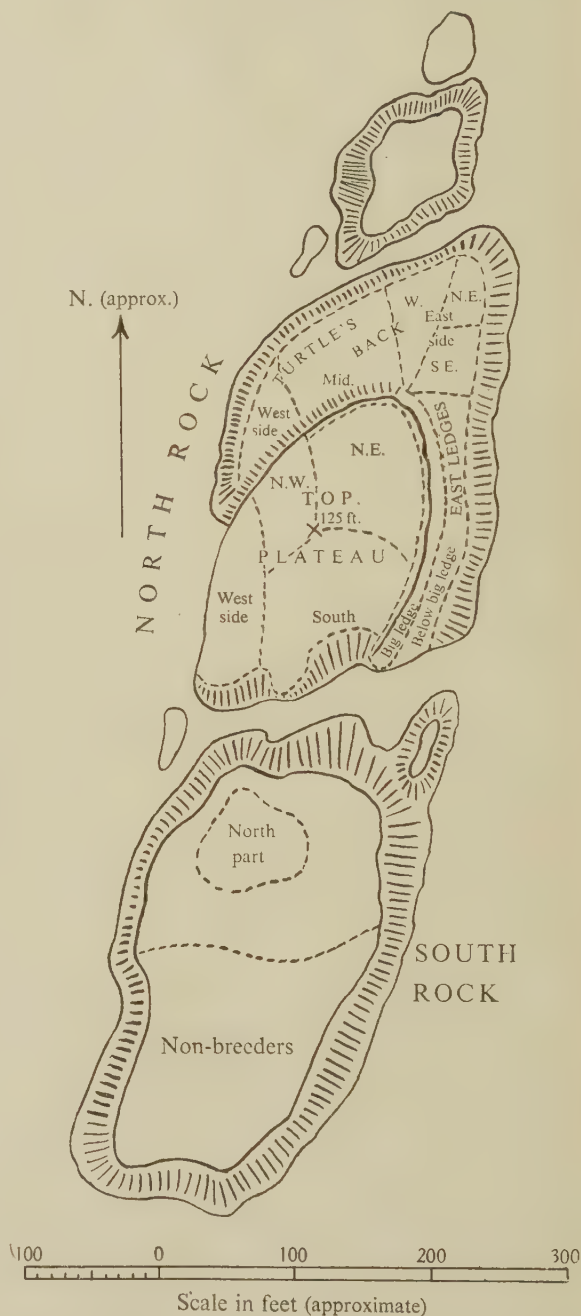 N. (approx.)
NORTH ROCK
TURTLE'S
BACK
W.
N.E.
East
side
S.E.
Mid.
West
side
N.E.
N.W.
TOP.
125 ft.
PLATEAU
EAST LEDGES
West
side
South
Big ledge
Below big ledge
North
part
SOUTH
ROCK
Non-breeders
100 0 100 200 300
Scale in feet (approximate)